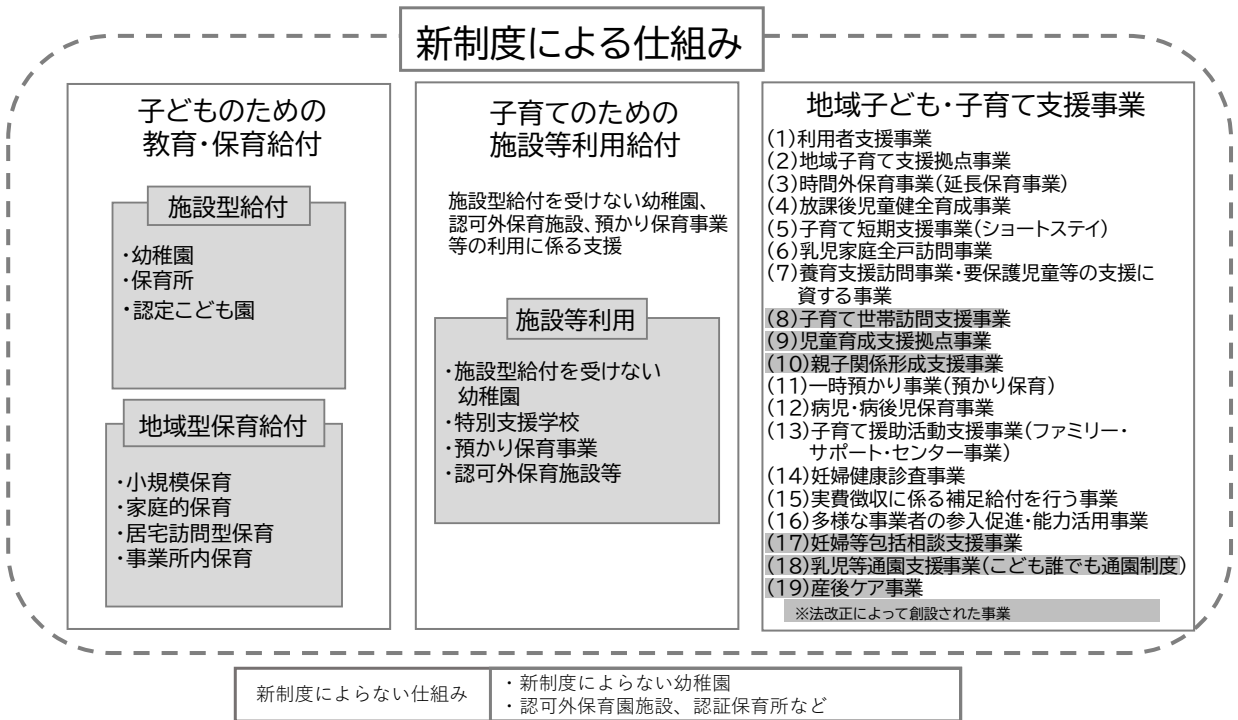 新制度による仕組み
子どものための
教育・保育給付
施設型給付
・幼稚園
・保育所
・認定こども園
地域型保育給付
・小規模保育
・家庭的保育
・居宅訪問型保育
・事業所内保育
子育てのための
施設等利用給付
施設型給付を受けない幼稚園、
認可外保育施設、預かり保育事業
等の利用に係る支援
施設等利用
・施設型給付を受けない
幼稚園
・特別支援学校
・預かり保育事業
・認可外保育施設等
地域子ども・子育て支援事業
(1)利用者支援事業
(2)地域子育て支援拠点事業
(3)時間外保育事業(延長保育事業)
(4)放課後児童健全育成事業
(5)子育て短期支援事業(ショートステイ)
(6)乳児家庭全戸訪問事業
(7)養育支援訪問事業・要保護児童等の支援に
資する事業
(8)子育て世帯訪問支援事業
(9)児童育成支援拠点事業
(10)親子関係形成支援事業
(11)一時預かり事業(預かり保育)
(12)病児・病後児保育事業
(13)子育て援助活動支援事業(ファミリー・
サポート・センター事業)
(14)妊婦健康診査事業
(15)実費徴収に係る補足給付を行う事業
(16)多様な事業者の参入促進・能力活用事業
(17)妊婦等包括相談支援事業
(18)乳児等通園支援事業(こども誰でも通園制度)
(19)産後ケア事業
※法改正によって創設された事業
新制度によらない仕組み
・新制度によらない幼稚園
・認可外保育園施設、認証保育所など